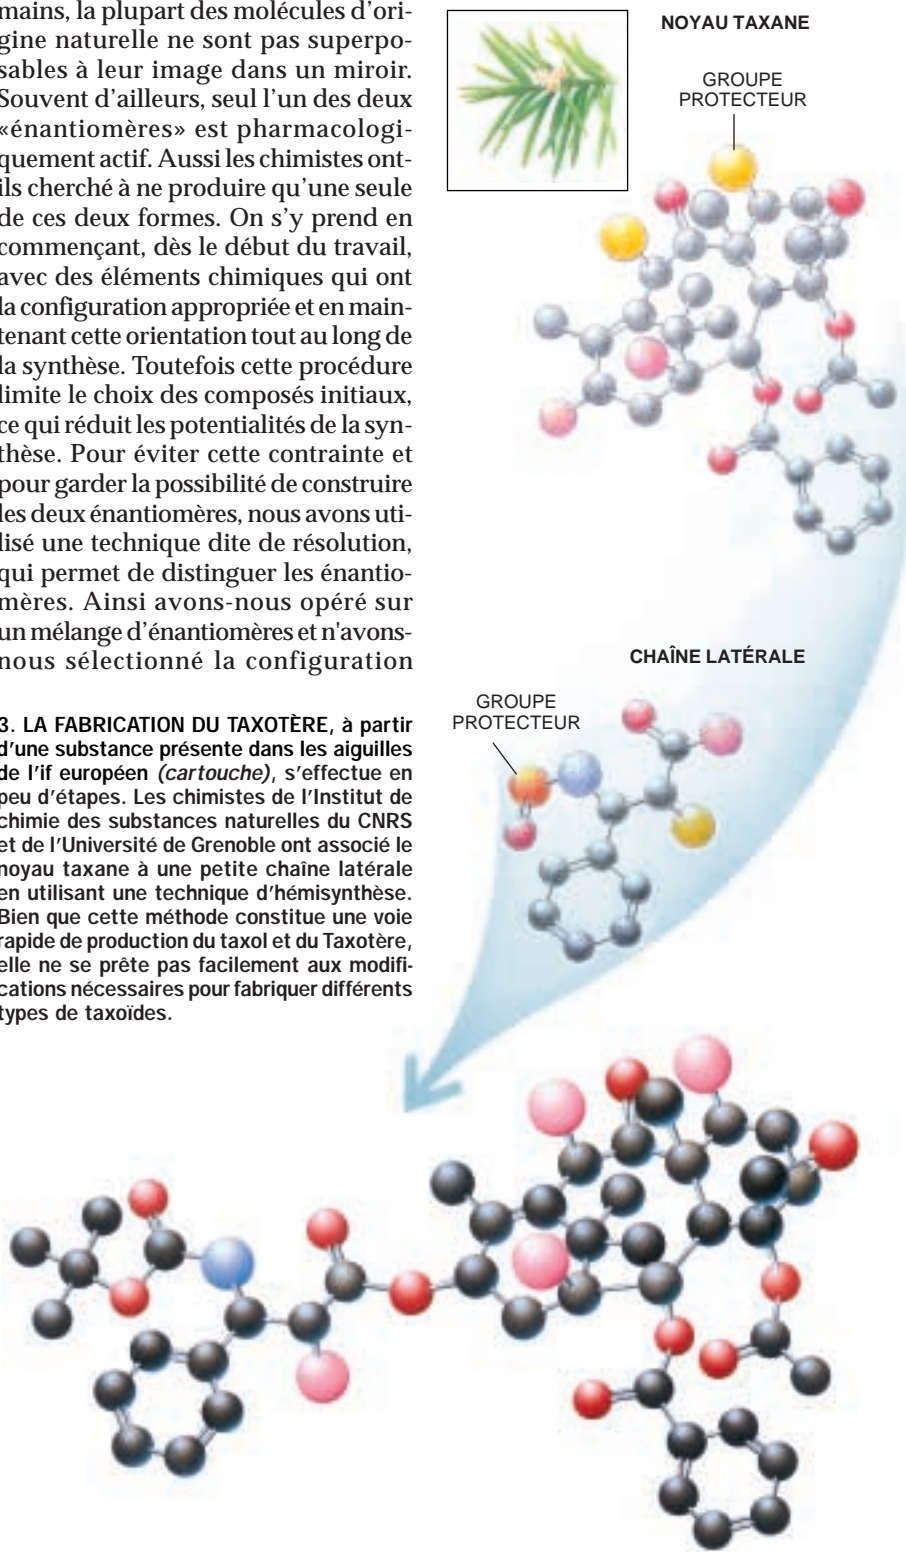 mains, la plupart des molécules d'ori-
gine naturelle ne sont pas superpo-
sables à leur image dans un miroir.
Souvent d'ailleurs, seul l'un des deux
«énantiomères» est pharmacologi-
quement actif. Aussi les chimistes ont-
ils cherché à ne produire qu'une seule
de ces deux formes. On s'y prend en
commençant, dès le début du travail,
avec des éléments chimiques qui ont
la configuration appropriée et en main-
tenant cette orientation tout au long de
la synthèse. Toutefois cette procédure
limite le choix des composés initiaux,
ce qui réduit les potentialités de la syn-
thèse. Pour éviter cette contrainte et
pour garder la possibilité de construire
les deux énantiomères, nous avons uti-
lisé une technique dite de résolution,
qui permet de distinguer les énantio-
mères. Ainsi avons-nous opéré sur
un mélange d'énantiomères et n'avons-
nous sélectionné la configuration
3. LA FABRICATION DU TAXOTÈRE, à partir
d'une substance présente dans les aiguilles
de l'if européen (cartouche), s'effectue en
peu d'étapes. Les chimistes de l'Institut de
chimie des substances naturelles du CNRS
et de l'Université de Grenoble ont associé le
noyau taxane à une petite chaîne latérale
en utilisant une technique d'hémisynthèse.
Bien que cette méthode constitue une voie
rapide de production du taxol et du Taxotère,
elle ne se prête pas facilement aux modifi-
cations nécessaires pour fabriquer différents
types de taxoïdes.
NOYAU TAXANE
GROUPE
PROTECTEUR
CHAÎNE LATÉRALE
GROUPE
PROTECTEUR